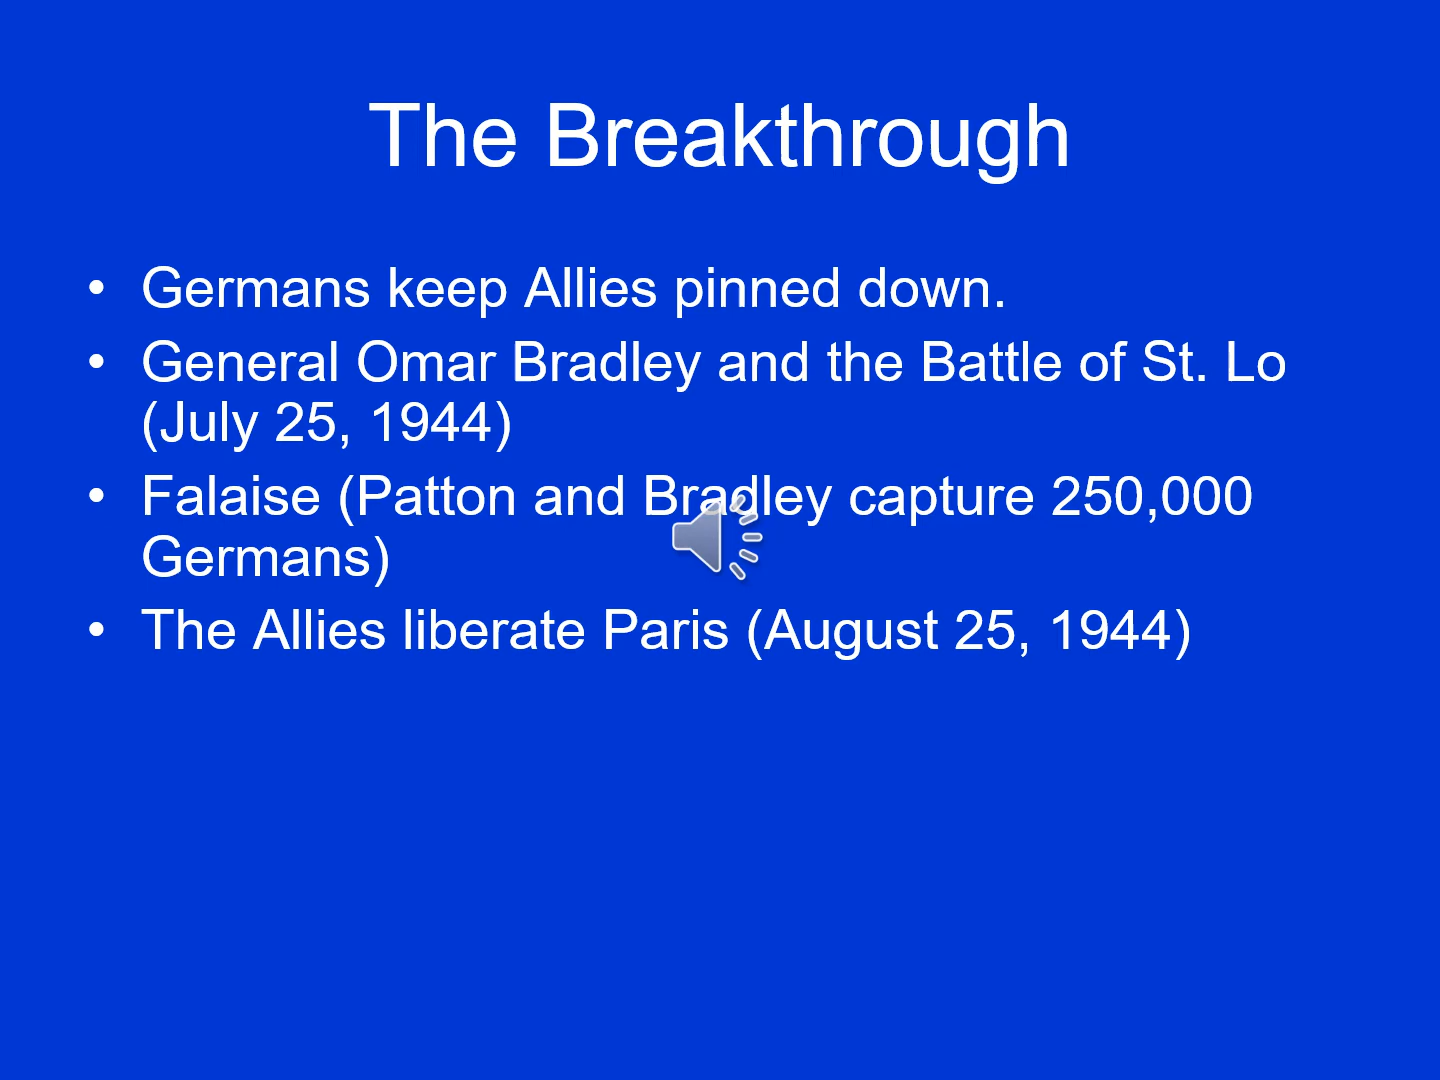 The Breakthrough
• Germans keep Allies pinned down.
• General Omar Bradley and the Battle of St. Lo
(July 25, 1944)
• Falaise (Patton and Bradley capture 250,000
Germans)
• The Allies liberate Paris (August 25, 1944)